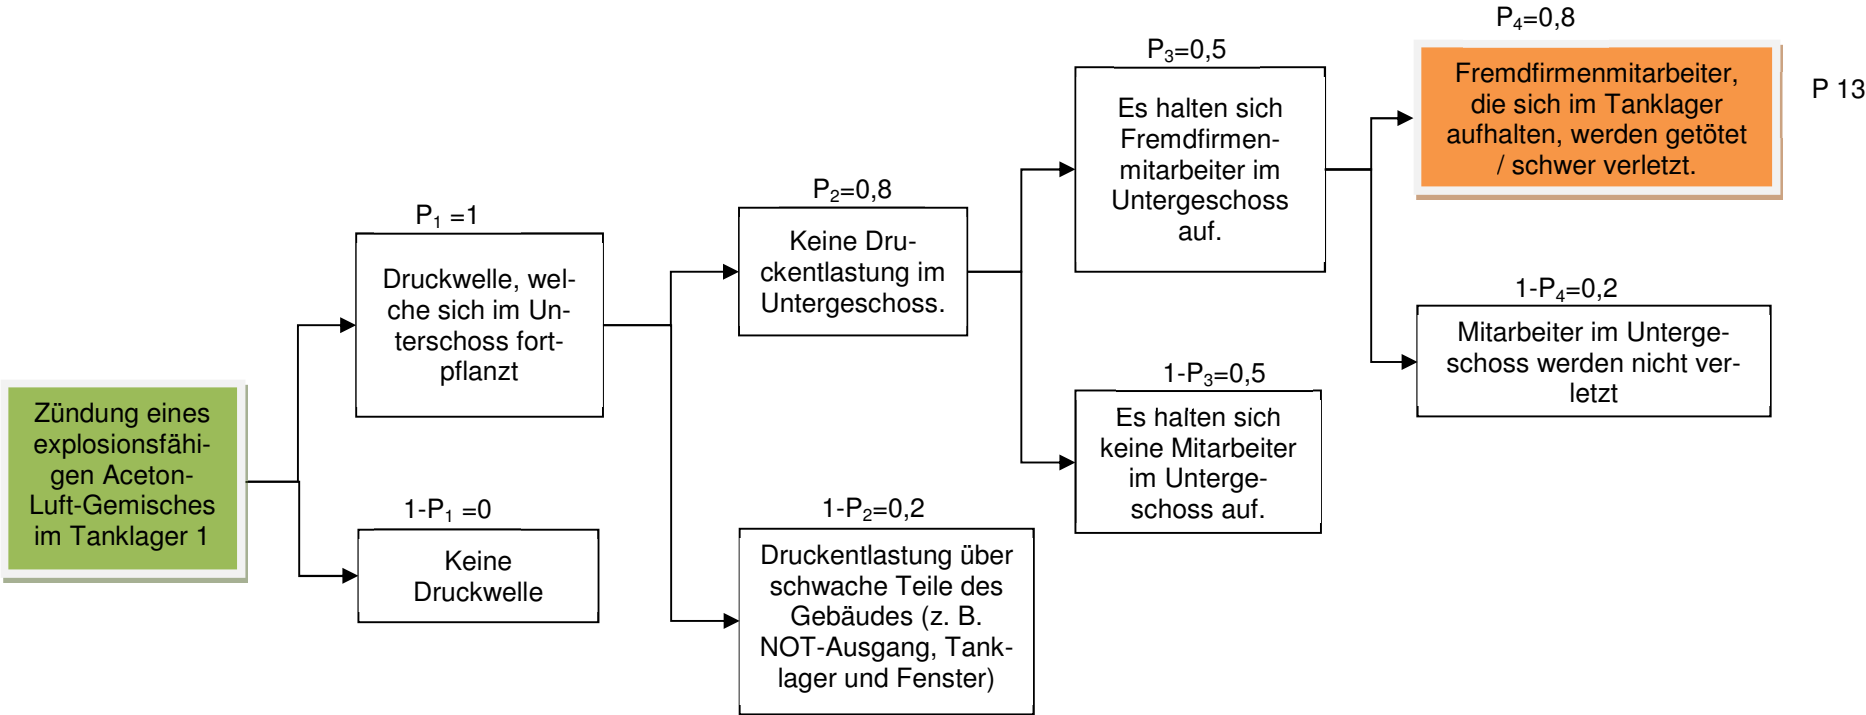 Zündung eines
explosionsfähi-
gen Aceton-
Luft-Gemisches
im Tanklager 1
P₁ =1
Druckwelle, wel-
che sich im Un-
terschoss fort-
pflanzt
1-P₁ =0
Keine
Druckwelle
P₂=0,8
Keine Dru-
ckentlastung im
Untergeschoss.
1-P₂=0,2
Druckentlastung über
schwache Teile des
Gebäudes (z. B.
NOT-Ausgang, Tank-
lager und Fenster)
P₃=0,5
Es halten sich
Fremdfirmen-
mitarbeiter im
Untergeschoss
auf.
1-P₃=0,5
Es halten sich
keine Mitarbeiter
im Unterge-
schoss auf.
P₄=0,8
Fremdfirmenmitarbeiter,
die sich im Tanklager
aufhalten, werden getötet
/ schwer verletzt.
P 13
1-P₄=0,2
Mitarbeiter im Unterge-
schoss werden nicht ver-
letzt